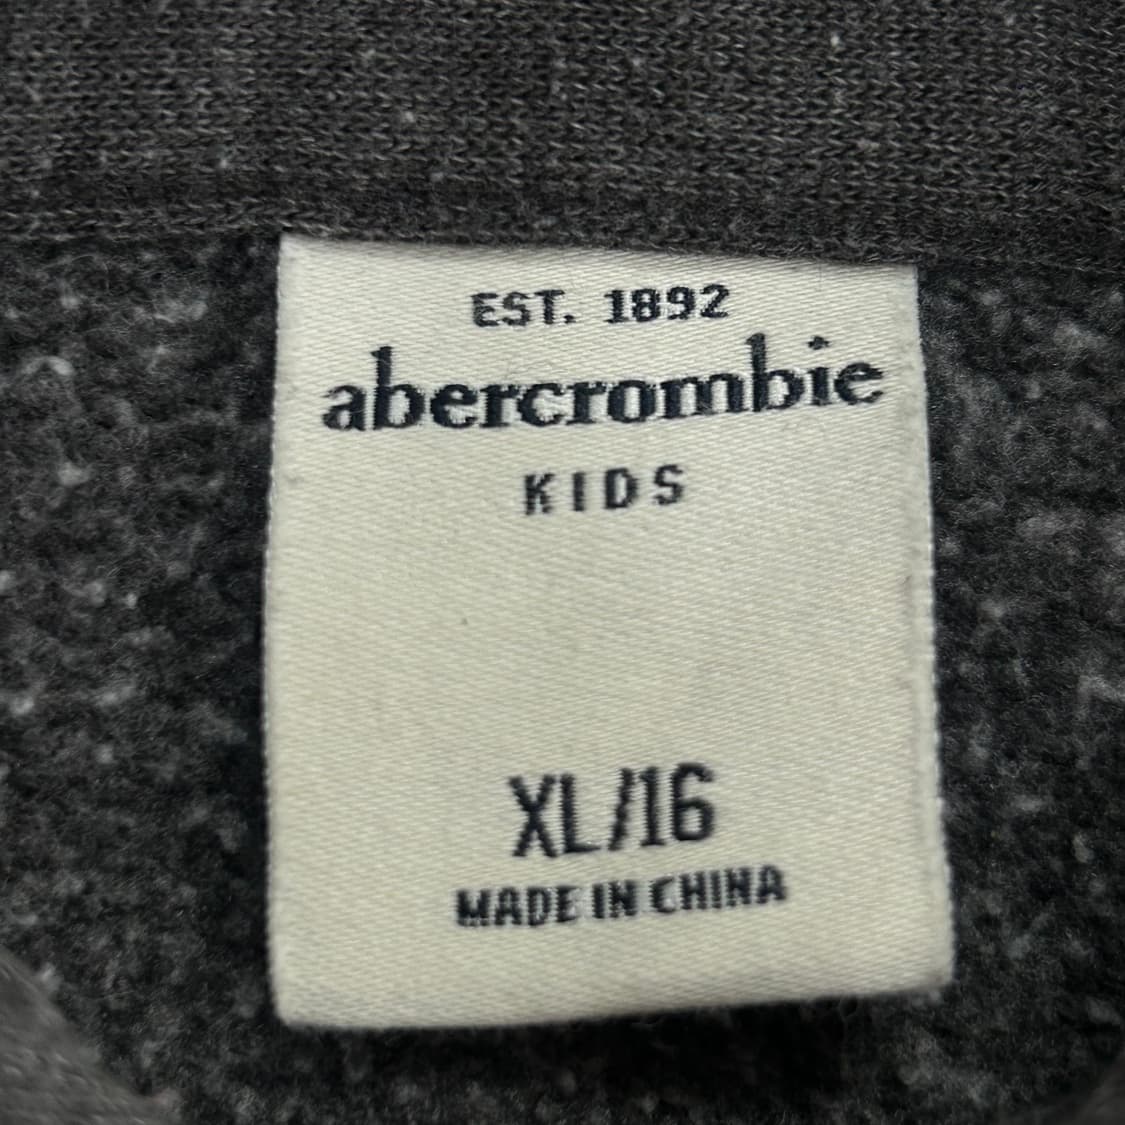 EST. 1892
abercrombie
KIDS
XL/16
MADE IN CHINA